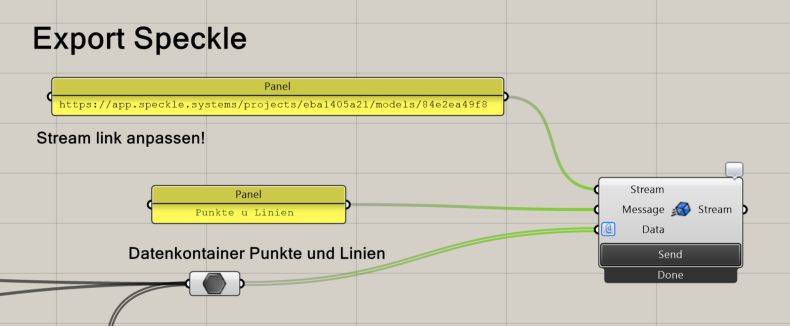 Export Speckle
Panel
https://app.speckle.systems/projects/eba1405a21/models/84e2ea49f8
Stream link anpassen!
Panel
Punkte u Linien
Datenkontainer Punkte und Linien
Stream
Message
Stream
Data
Send
Done